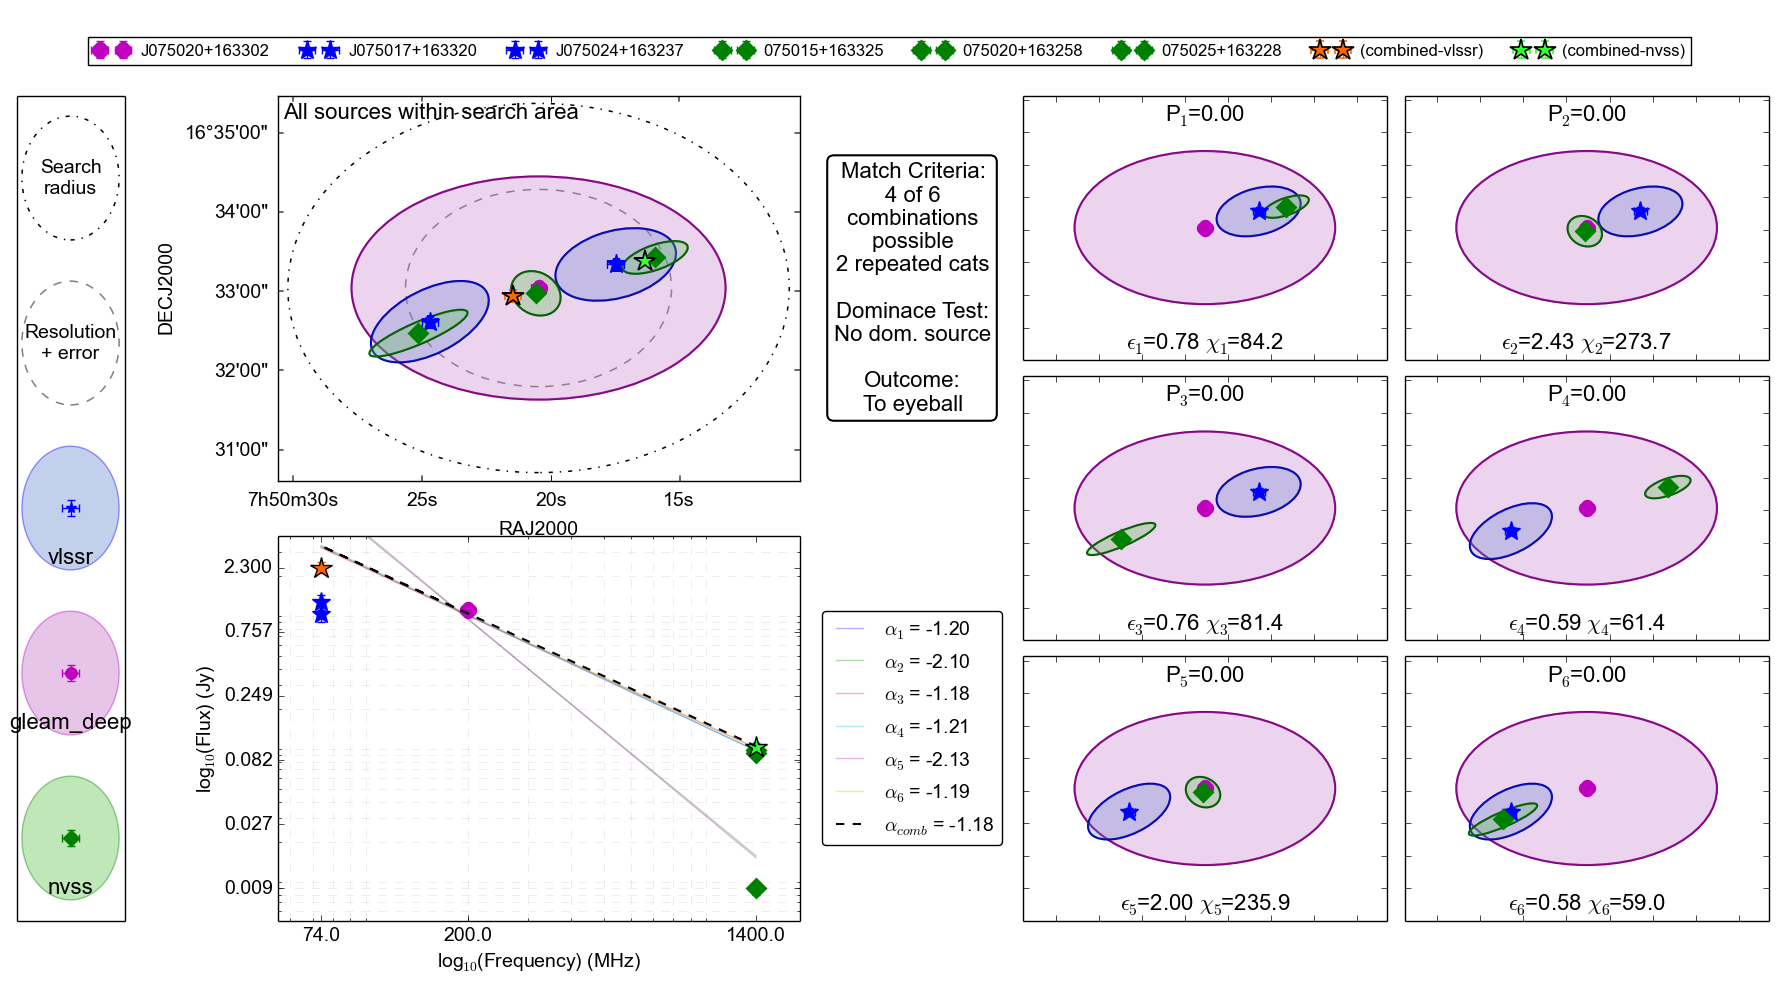 J075020+163302 J075017+163320 J075024+163237 075015+163325 075020+163258 075025+163228 (combined-vlssr) (combined-nvss)
Search
radius
Resolution
+ error
vlssr
gleam_deep
nvss
All sources within search area
16°35'00"
34'00"
33'00"
32'00"
31'00"
DECJ2000
7h50m30s 25s 20s 15s
RAJ2000
Match Criteria:
4 of 6
combinations
possible
2 repeated cats
Dominace Test:
No dom. source
Outcome:
To eyeball
2.300
0.757
0.249
0.082
0.027
0.009
log10(Flux) (Jy)
74.0 200.0 1400.0
log10(Frequency) (MHz)
α1 = -1.20
α2 = -2.10
α3 = -1.18
α4 = -1.21
α5 = -2.13
α6 = -1.19
αcomb = -1.18
P1=0.00
ϵ1=0.78 χ1=84.2
P2=0.00
ϵ2=2.43 χ2=273.7
P3=0.00
ϵ3=0.76 χ3=81.4
P4=0.00
ϵ4=0.59 χ4=61.4
P5=0.00
ϵ5=2.00 χ5=235.9
P6=0.00
ϵ6=0.58 χ6=59.0